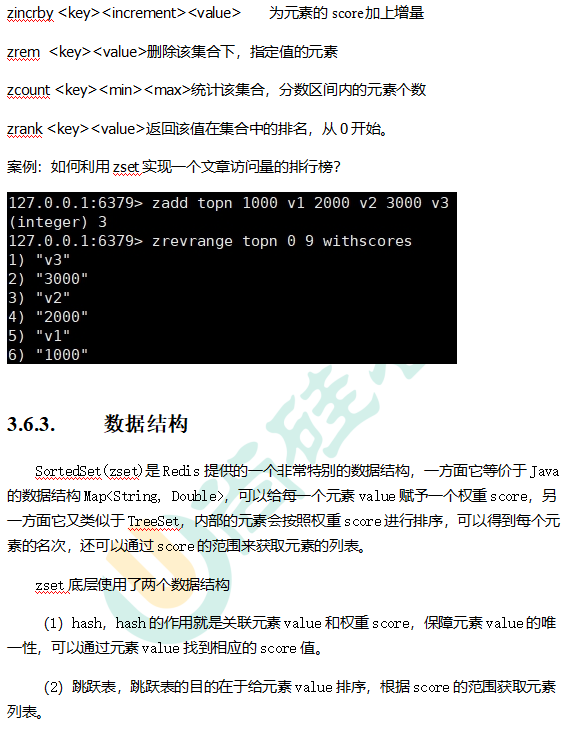 zincrby <key><increment><value>      为元素的 score加上增量
zrem  <key><value>删除该集合下，指定值的元素
zcount <key><min><max>统计该集合，分数区间内的元素个数
zrank <key><value>返回该值在集合中的排名，从 0 开始。
案例：如何利用 zset 实现一个文章访问量的排行榜？
127.0.0.1:6379> zadd topn 1000 v1 2000 v2 3000 v3
(integer) 3
127.0.0.1:6379> zrevrange topn 0 9 withscores
1) "v3"
2) "3000"
3) "v2"
4) "2000"
5) "v1"
6) "1000"
3.6.3. 数据结构
SortedSet(zset)是 Redis 提供的一个非常特别的数据结构，一方面它等价于 Java
的数据结构 Map<String, Double>，可以给每一个元素 value 赋予一个权重 score，另
一方面它又类似于 TreeSet，内部的元素会按照权重 score 进行排序，可以得到每个元
素的名次，还可以通过 score 的范围来获取元素的列表。
zset 底层使用了两个数据结构
（1）hash，hash 的作用就是关联元素 value 和权重 score，保障元素 value 的唯
一性，可以通过元素 value 找到相应的 score 值。
（2）跳跃表，跳跃表的目的在于给元素 value 排序，根据 score 的范围获取元素
列表。